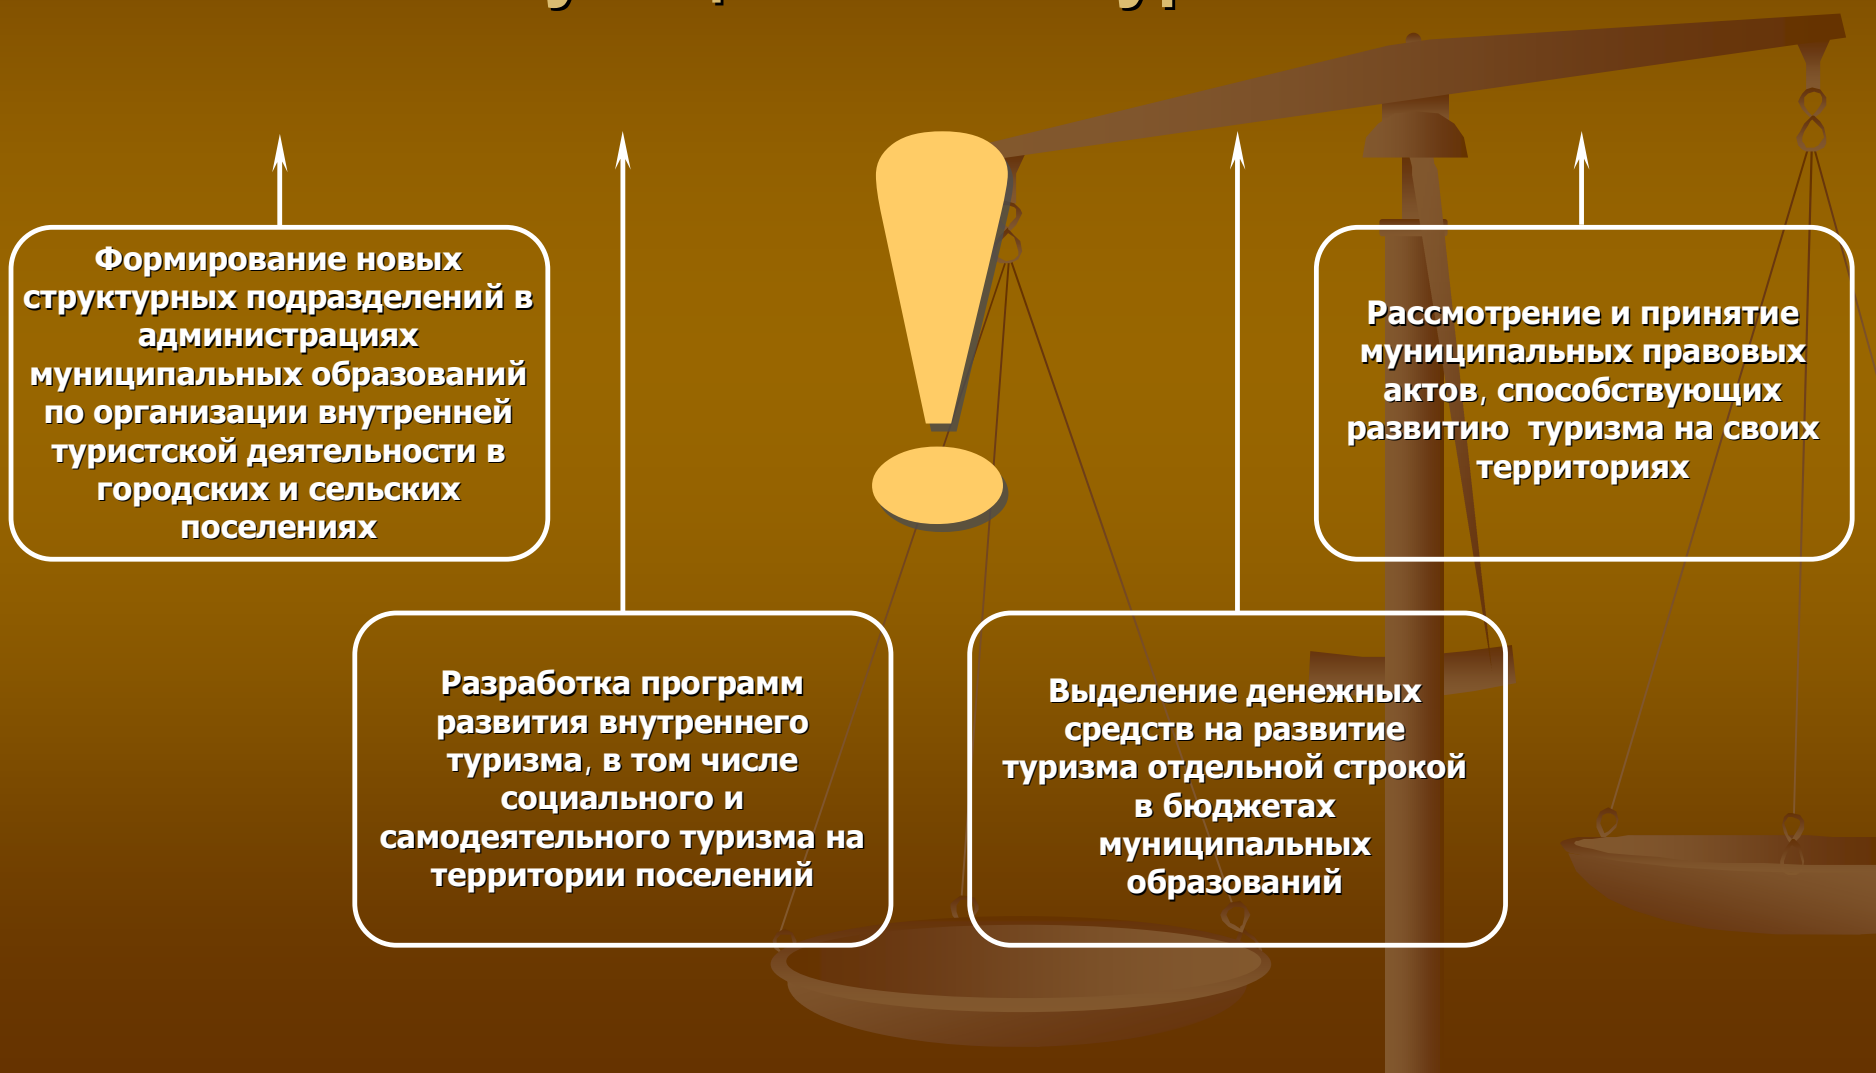 Формирование новых
структурных подразделений в
администрациях
муниципальных образований
по организации внутренней
туристской деятельности в
городских и сельских
поселениях
Разработка программ
развития внутреннего
туризма, в том числе
социального и
самодеятельного туризма на
территории поселений
Выделение денежных
средств на развитие
туризма отдельной строкой
в бюджетах
муниципальных
образований
Рассмотрение и принятие
муниципальных правовых
актов, способствующих
развитию  туризма на своих
территориях